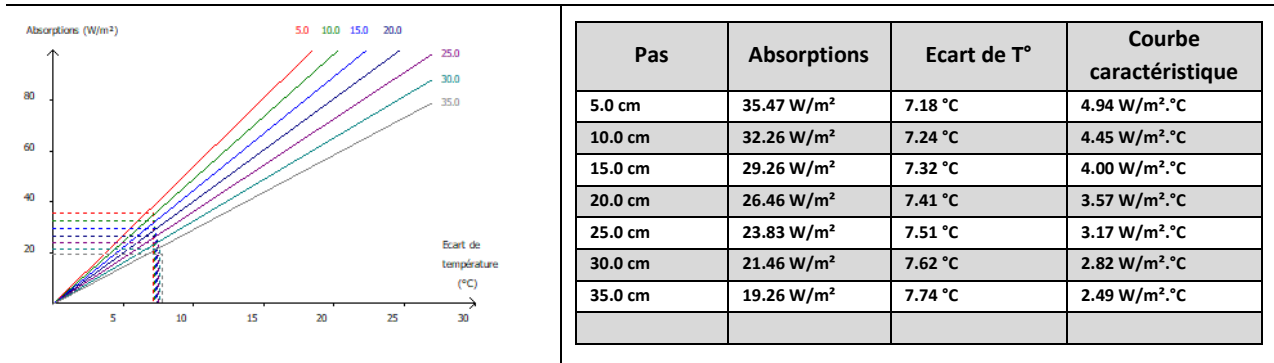 Absorptions (W/m²)
5.0 10.0 15.0 20.0
25.0
30.0
35.0
80
60
40
20
Ecart de
température
(°C)
5 10 15 20 25 30
Pas Absorptions Ecart de T° Courbe caractéristique
5.0 cm 35.47 W/m² 7.18 °C 4.94 W/m².°C
10.0 cm 32.26 W/m² 7.24 °C 4.45 W/m².°C
15.0 cm 29.26 W/m² 7.32 °C 4.00 W/m².°C
20.0 cm 26.46 W/m² 7.41 °C 3.57 W/m².°C
25.0 cm 23.83 W/m² 7.51 °C 3.17 W/m².°C
30.0 cm 21.46 W/m² 7.62 °C 2.82 W/m².°C
35.0 cm 19.26 W/m² 7.74 °C 2.49 W/m².°C